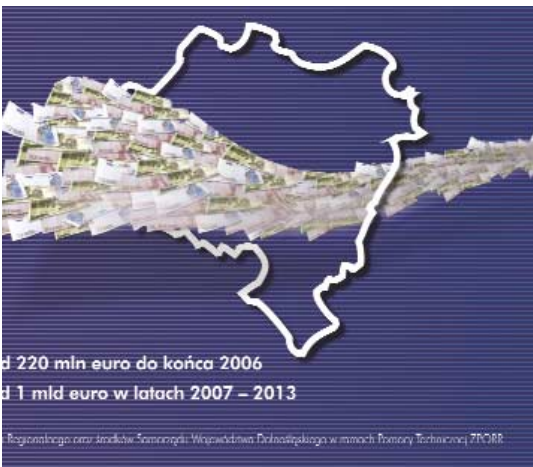 d 220 mln euro do końca 2006
d 1 mld euro w latach 2007 – 2013
Regionalnego oraz środków Samorządu Województwa Dolnośląskiego w ramach Pomocy Technicznej ZPORR